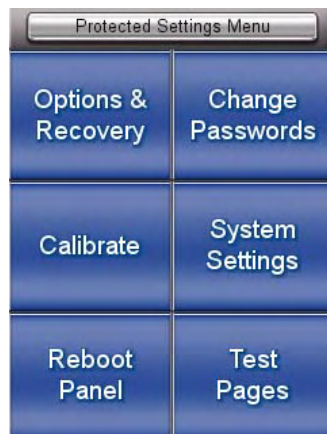 Protected Settings Menu
Options &
Recovery
Change
Passwords
Calibrate
System
Settings
Reboot
Panel
Test
Pages